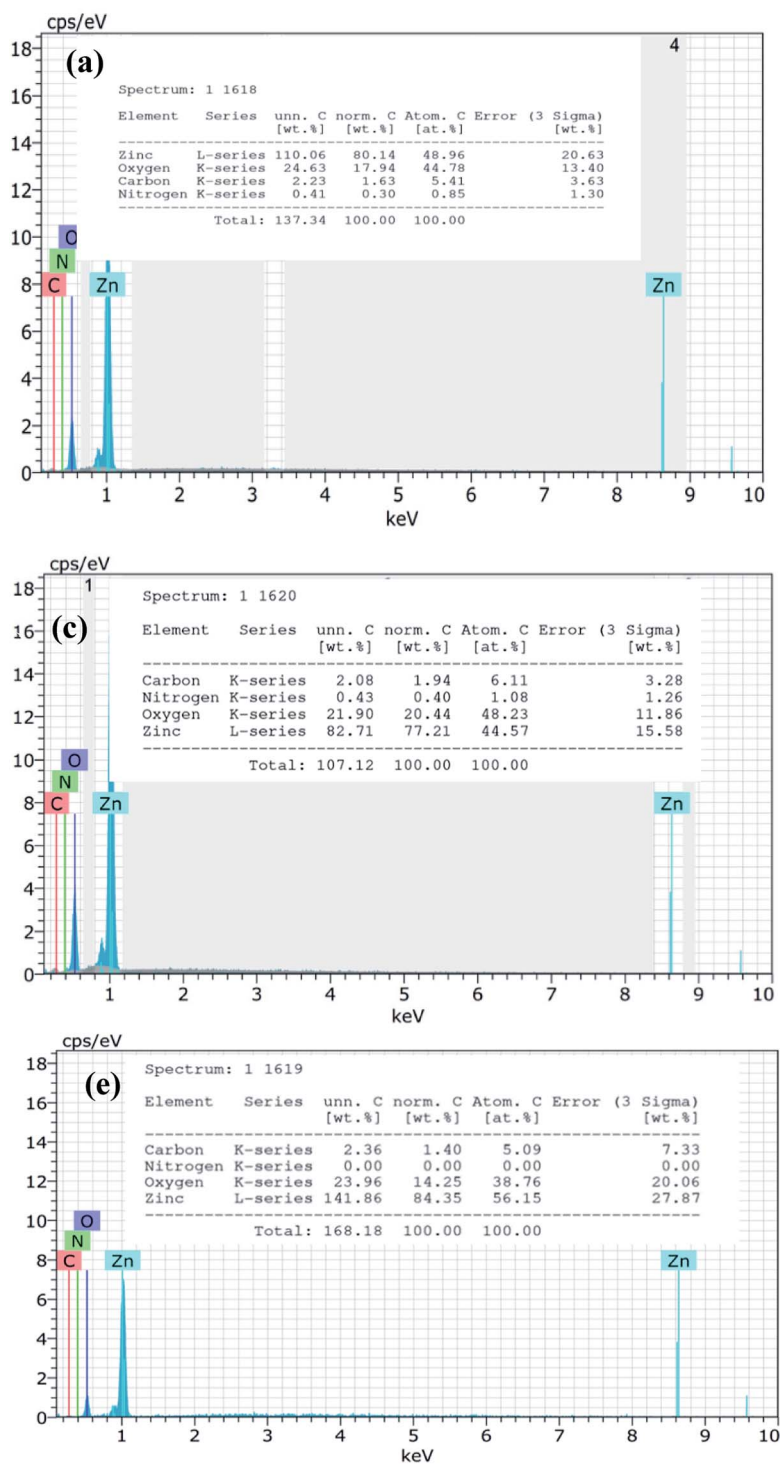 cps/eV
(a)
4
Spectrum: 1 1618
Element Series unn. C norm. C Atom. C Error (3 Sigma)
[wt.%] [wt.%] [at.%] [wt.%]
Zinc L-series 110.06 80.14 48.96 20.63
Oxygen K-series 24.63 17.94 44.78 13.40
Carbon K-series 2.23 1.63 5.41 3.63
Nitrogen K-series 0.41 0.30 0.85 1.30
Total: 137.34 100.00 100.00
18
16
14
12
10
8
6
4
2
0
O
N
C Zn Zn
1 2 3 4 5 6 7 8 9 10
keV
cps/eV
(c)
1
Spectrum: 1 1620
Element Series unn. C norm. C Atom. C Error (3 Sigma)
[wt.%] [wt.%] [at.%] [wt.%]
Carbon K-series 2.08 1.94 6.11 3.28
Nitrogen K-series 0.43 0.40 1.08 1.26
Oxygen K-series 21.90 20.44 48.23 11.86
Zinc L-series 82.71 77.21 44.57 15.58
Total: 107.12 100.00 100.00
18
16
14
12
10
8
6
4
2
0
O
N
C Zn Zn
1 2 3 4 5 6 7 8 9 10
keV
cps/eV
(e)
Spectrum: 1 1619
Element Series unn. C norm. C Atom. C Error (3 Sigma)
[wt.%] [wt.%] [at.%] [wt.%]
Carbon K-series 2.36 1.40 5.09 7.33
Nitrogen K-series 0.00 0.00 0.00 0.00
Oxygen K-series 23.96 14.25 38.76 20.06
Zinc L-series 141.86 84.35 56.15 27.87
Total: 168.18 100.00 100.00
18
16
14
12
10
8
6
4
2
0
O
N
C Zn Zn
1 2 3 4 5 6 7 8 9 10
keV